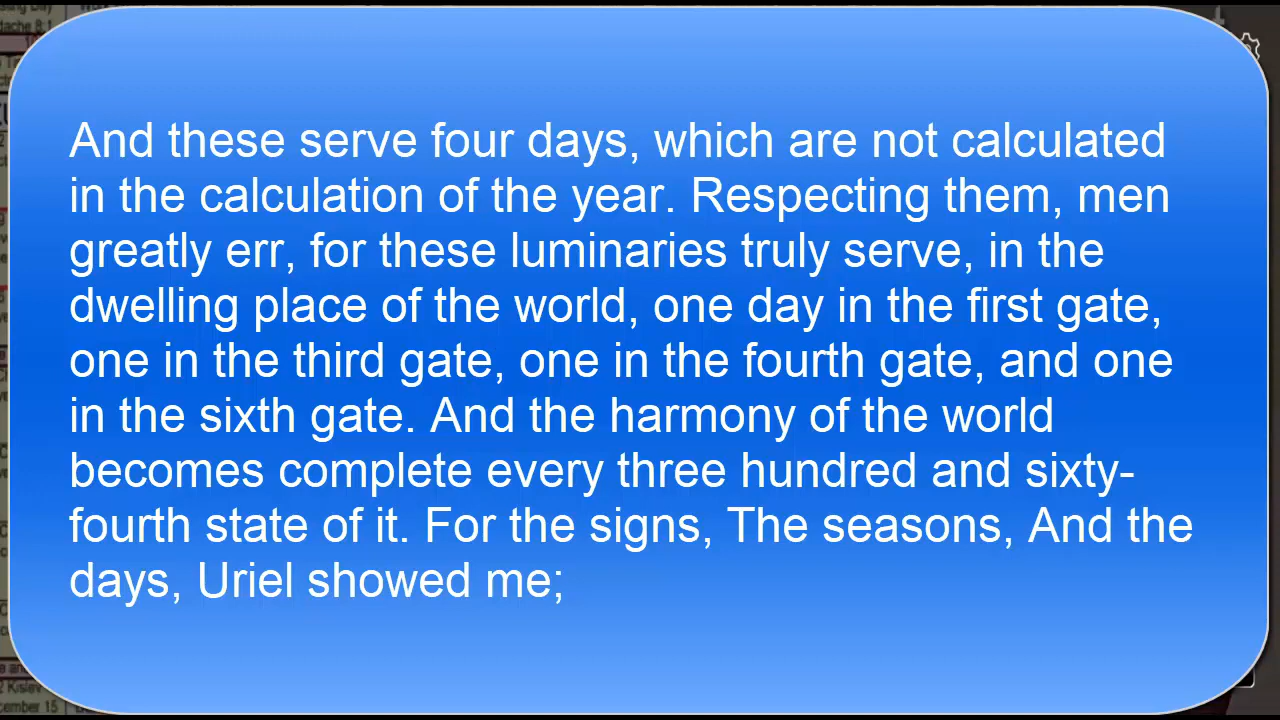 And these serve four days, which are not calculated
in the calculation of the year. Respecting them, men
greatly err, for these luminaries truly serve, in the
dwelling place of the world, one day in the first gate,
one in the third gate, one in the fourth gate, and one
in the sixth gate. And the harmony of the world
becomes complete every three hundred and sixty-
fourth state of it. For the signs, The seasons, And the
days, Uriel showed me;
2 Kislev
cember 15